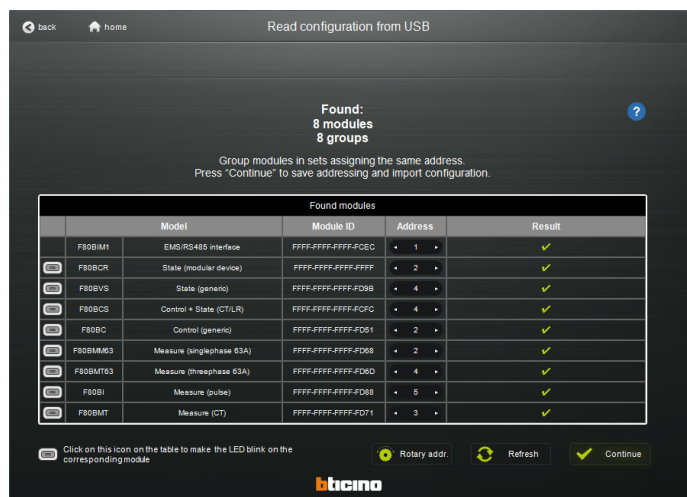 back
home
Read configuration from USB
?
Found:
8 modules
8 groups
Group modules in sets assigning the same address.
Press "Continue" to save addressing and import configuration.
Found modules
Model Module ID Address Result
F80BIM1 EMS/RS485 interface FFFF-FFFF-FFFF-FCEC 1
F80BCR State (modular device) FFFF-FFFF-FFFF-FFFF 2
F80BVS State (generic) FFFF-FFFF-FFFF-FD9B 4
F80BCS Control + State (CT/LR) FFFF-FFFF-FFFF-FCFC 4
F80BC Control (generic) FFFF-FFFF-FFFF-FD51 2
F80BMM63 Measure (singlephase 63A) FFFF-FFFF-FFFF-FD68 2
F80BMT63 Measure (threephase 63A) FFFF-FFFF-FFFF-FD6D 4
F80BI Measure (pulse) FFFF-FFFF-FFFF-FD88 5
F80BMT Measure (CT) FFFF-FFFF-FFFF-FD71 3
Click on this icon on the table to make the LED blink on the
corresponding module
Rotary addr.
Refresh
Continue
bticino